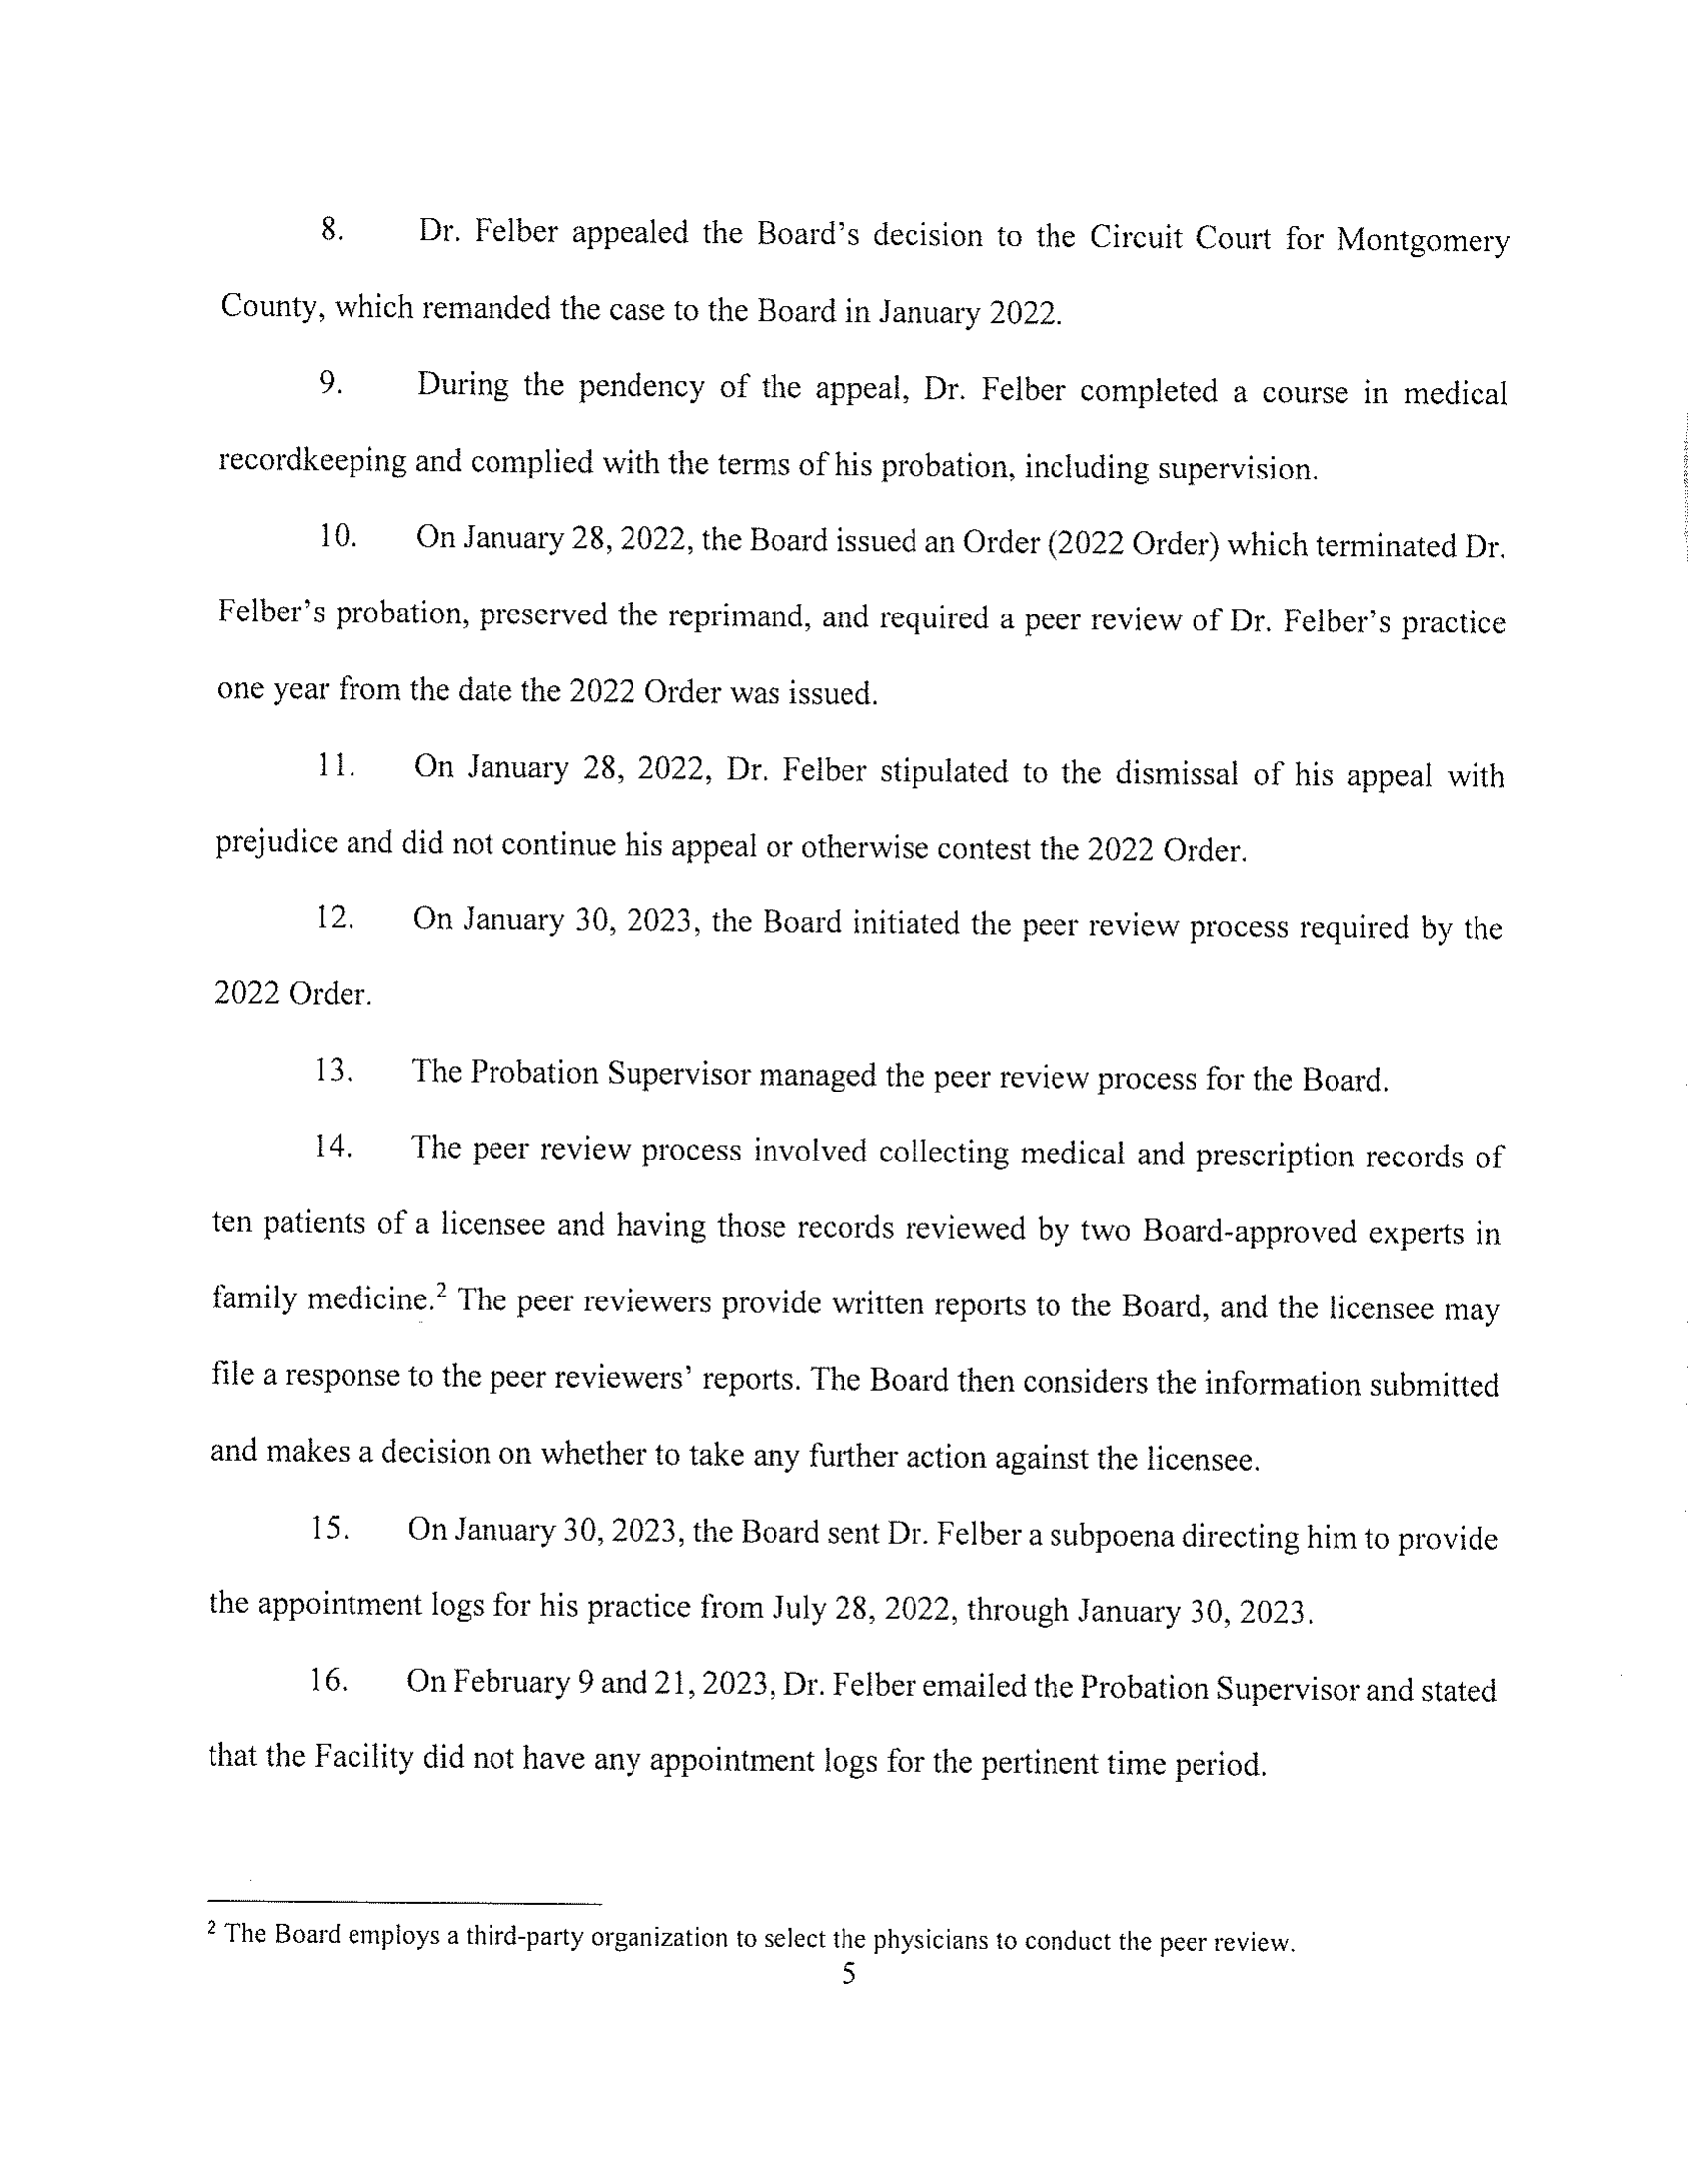 8. Dr. Felber appealed the Board's decision to the Circuit Court for Montgomery
County, which remanded the case to the Board in January 2022.
9. During the pendency of the appeal, Dr. Felber completed a course in medical
recordkeeping and complied with the terms of his probation, including supervision.
10. On January 28, 2022, the Board issued an Order (2022 Order) which terminated Dr.
Felber's probation, preserved the reprimand, and required a peer review of Dr. Felber's practice
one year from the date the 2022 Order was issued.
11. On January 28, 2022, Dr. Felber stipulated to the dismissal of his appeal with
prejudice and did not continue his appeal or otherwise contest the 2022 Order.
12. On January 30, 2023, the Board initiated the peer review process required by the
2022 Order.
13. The Probation Supervisor managed the peer review process for the Board.
14. The peer review process involved collecting medical and prescription records of
ten patients of a licensee and having those records reviewed by two Board-approved experts in
family medicine.² The peer reviewers provide written reports to the Board, and the licensee may
file a response to the peer reviewers' reports. The Board then considers the information submitted
and makes a decision on whether to take any further action against the licensee.
15. On January 30, 2023, the Board sent Dr. Felber a subpoena directing him to provide
the appointment logs for his practice from July 28, 2022, through January 30, 2023.
16. On February 9 and 21, 2023, Dr. Felber emailed the Probation Supervisor and stated
that the Facility did not have any appointment logs for the pertinent time period.
² The Board employs a third-party organization to select the physicians to conduct the peer review.
5